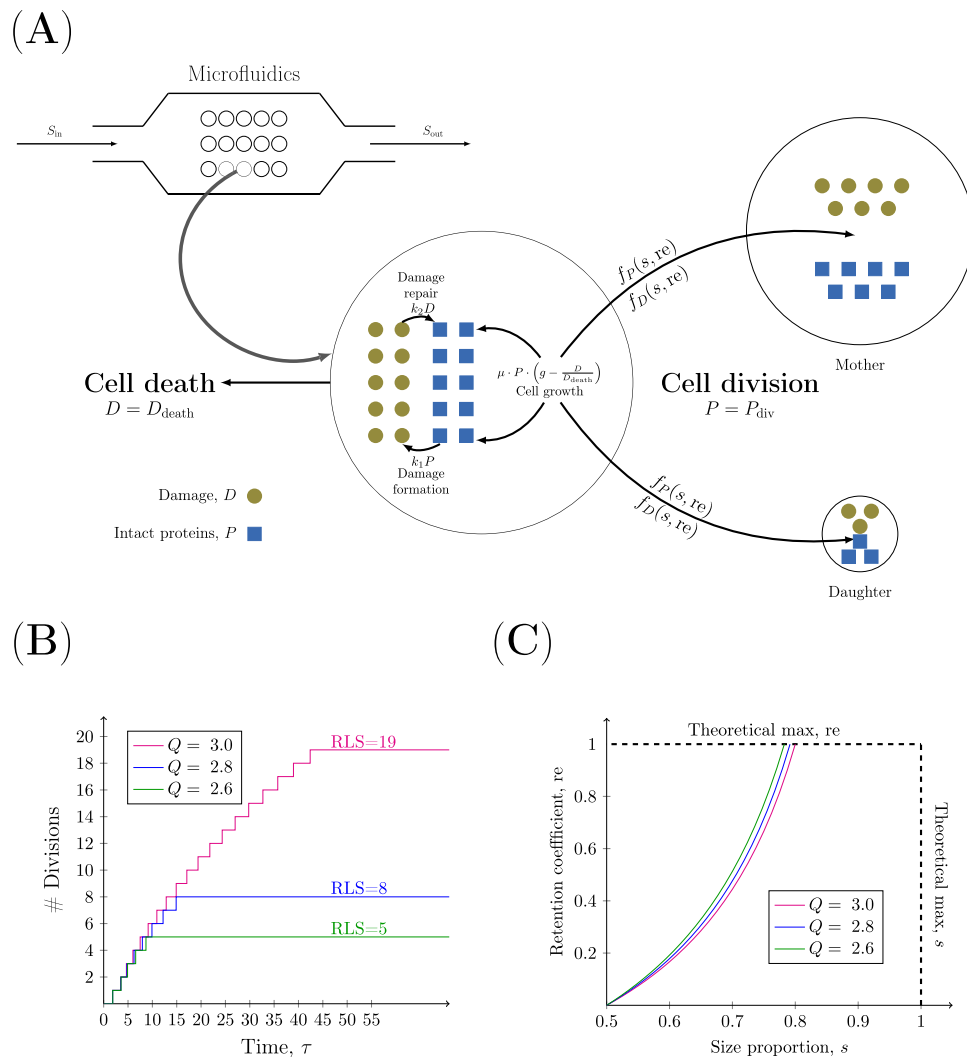 (A)
Microfluidics
S_in
S_out
Damage
repair
k₂D
μ · P · (g − D/D_death)
Cell growth
k₁P
Damage
formation
Cell death
D = D_death
Cell division
P = P_div
f_P(s, re)
f_D(s, re)
f_P(s, re)
f_D(s, re)
Mother
Daughter
Damage, D
Intact proteins, P
(B)
# Divisions
20
18
16
14
12
10
8
6
4
2
Q = 3.0
Q = 2.8
Q = 2.6
RLS=19
RLS=8
RLS=5
0 5 10 15 20 25 30 35 40 45 50 55
Time, τ
(C)
Retention coeffficient, re
1
0.8
0.6
0.4
0.2
Theoretical max, re
Theoretical max, s
Q = 3.0
Q = 2.8
Q = 2.6
0.5 0.6 0.7 0.8 0.9 1
Size proportion, s